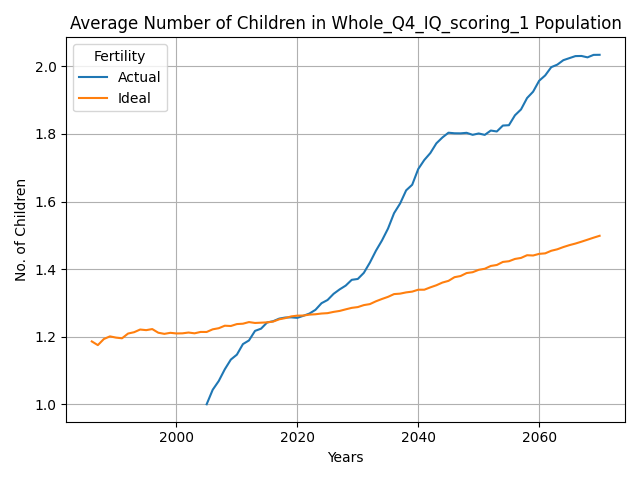 Average Number of Children in Whole_Q4_IQ_scoring_1 Population
Fertility
Actual
Ideal
No. of Children
2.0
1.8
1.6
1.4
1.2
1.0
2000 2020 2040 2060
Years